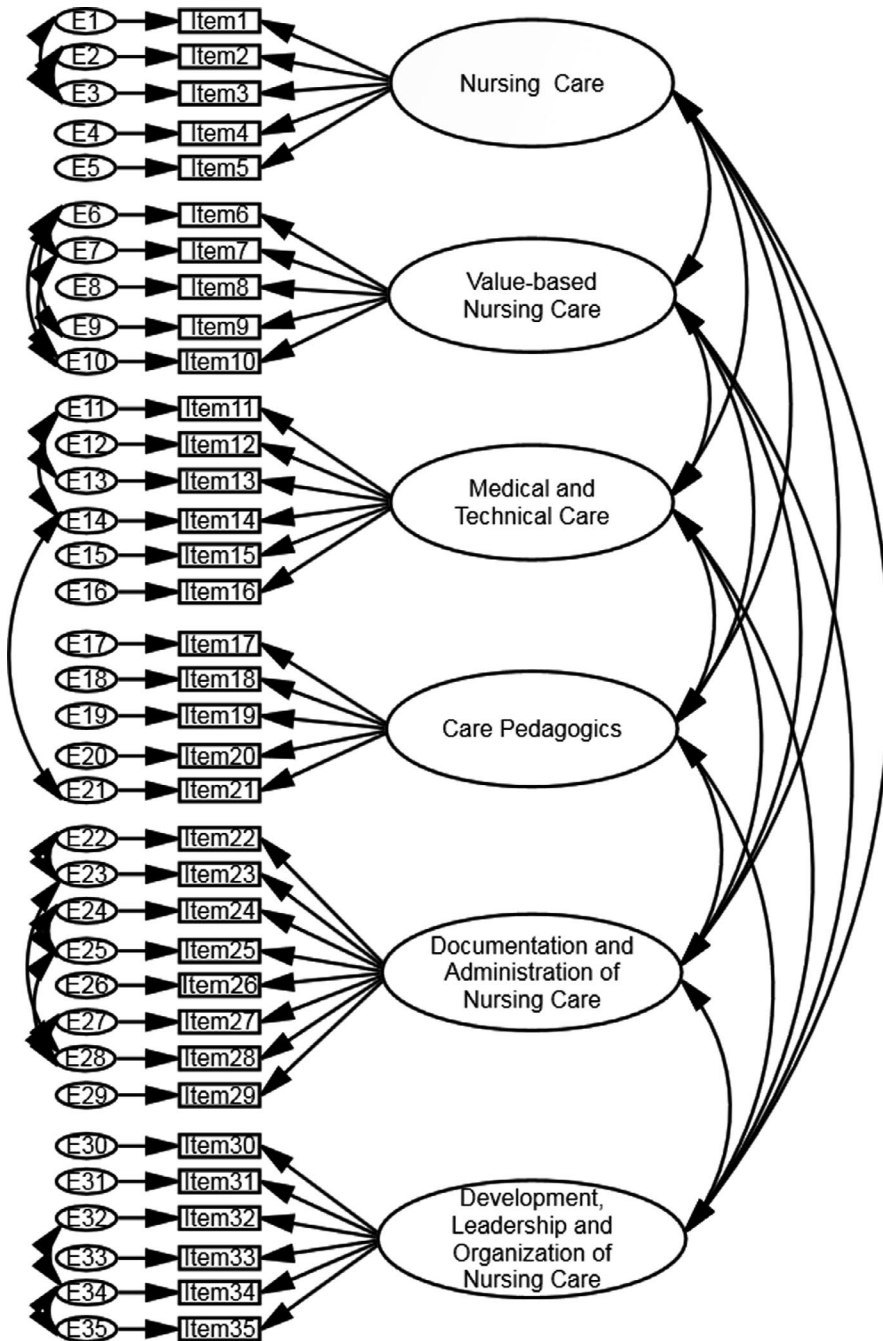 E1 Item1
E2 Item2
E3 Item3
E4 Item4
E5 Item5
Nursing Care
E6 Item6
E7 Item7
E8 Item8
E9 Item9
E10 Item10
Value-based
Nursing Care
E11 Item11
E12 Item12
E13 Item13
E14 Item14
E15 Item15
E16 Item16
Medical and
Technical Care
E17 Item17
E18 Item18
E19 Item19
E20 Item20
E21 Item21
Care Pedagogics
E22 Item22
E23 Item23
E24 Item24
E25 Item25
E26 Item26
E27 Item27
E28 Item28
E29 Item29
Documentation and
Administration of
Nursing Care
E30 Item30
E31 Item31
E32 Item32
E33 Item33
E34 Item34
E35 Item35
Development,
Leadership and
Organization of
Nursing Care